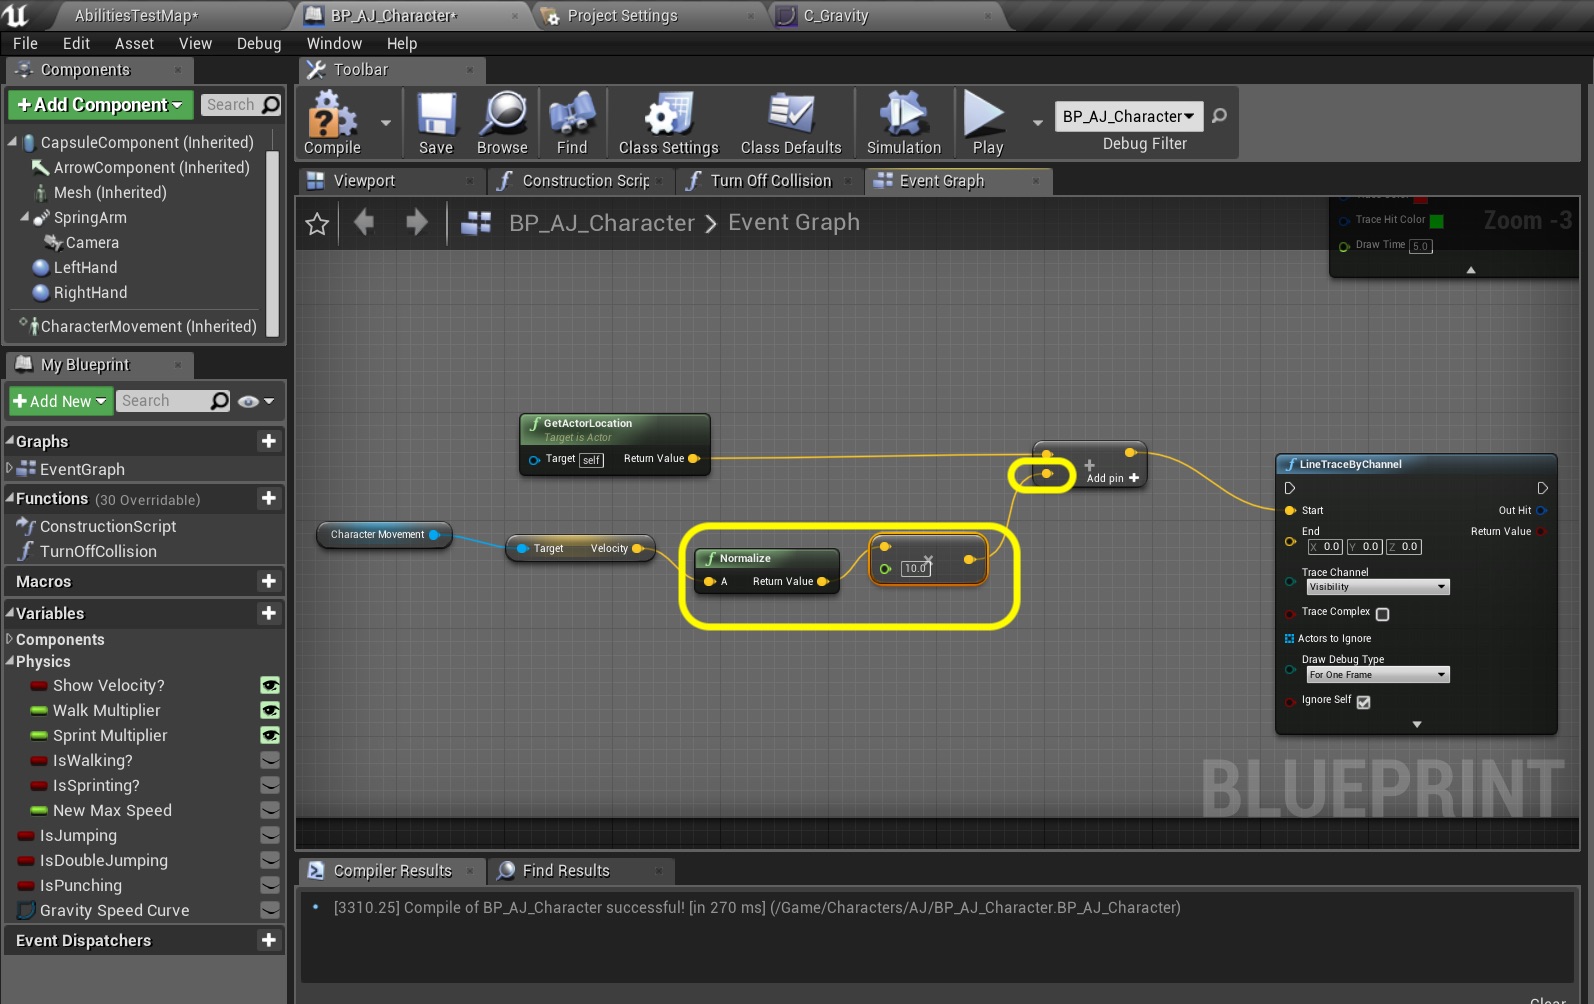 AbilitiesTestMap*
BP_AJ_Character*
Project Settings
C_Gravity
File Edit Asset View Debug Window Help
Components
Toolbar
+Add Component
Search
Compile
Save
Browse
Find
Class Settings
Class Defaults
Simulation
Play
BP_AJ_Character
Debug Filter
CapsuleComponent (Inherited)
ArrowComponent (Inherited)
Mesh (Inherited)
SpringArm
Camera
LeftHand
RightHand
CharacterMovement (Inherited)
Viewport
Construction Scrip
Turn Off Collision
Event Graph
BP_AJ_Character > Event Graph
Zoom -3
Trace Hit Color
Draw Time 5.0
My Blueprint
+ Add New
Search
Graphs
EventGraph
Functions (30 Overridable)
ConstructionScript
TurnOffCollision
Macros
Variables
Components
Physics
Show Velocity?
Walk Multiplier
Sprint Multiplier
IsWalking?
IsSprinting?
New Max Speed
IsJumping
IsDoubleJumping
IsPunching
Gravity Speed Curve
Event Dispatchers
GetActorLocation
Target is Actor
Target self Return Value
Character Movement
Target Velocity
Normalize
A Return Value
10.0
Add pin +
LineTraceByChannel
Start
Out Hit
End
Return Value
X 0.0 Y 0.0 Z 0.0
Trace Channel
Visibility
Trace Complex
Actors to Ignore
Draw Debug Type
For One Frame
Ignore Self
BLUEPRINT
Compiler Results
Find Results
[3310.25] Compile of BP_AJ_Character successful! [in 270 ms] (/Game/Characters/AJ/BP_AJ_Character.BP_AJ_Character)
Clear